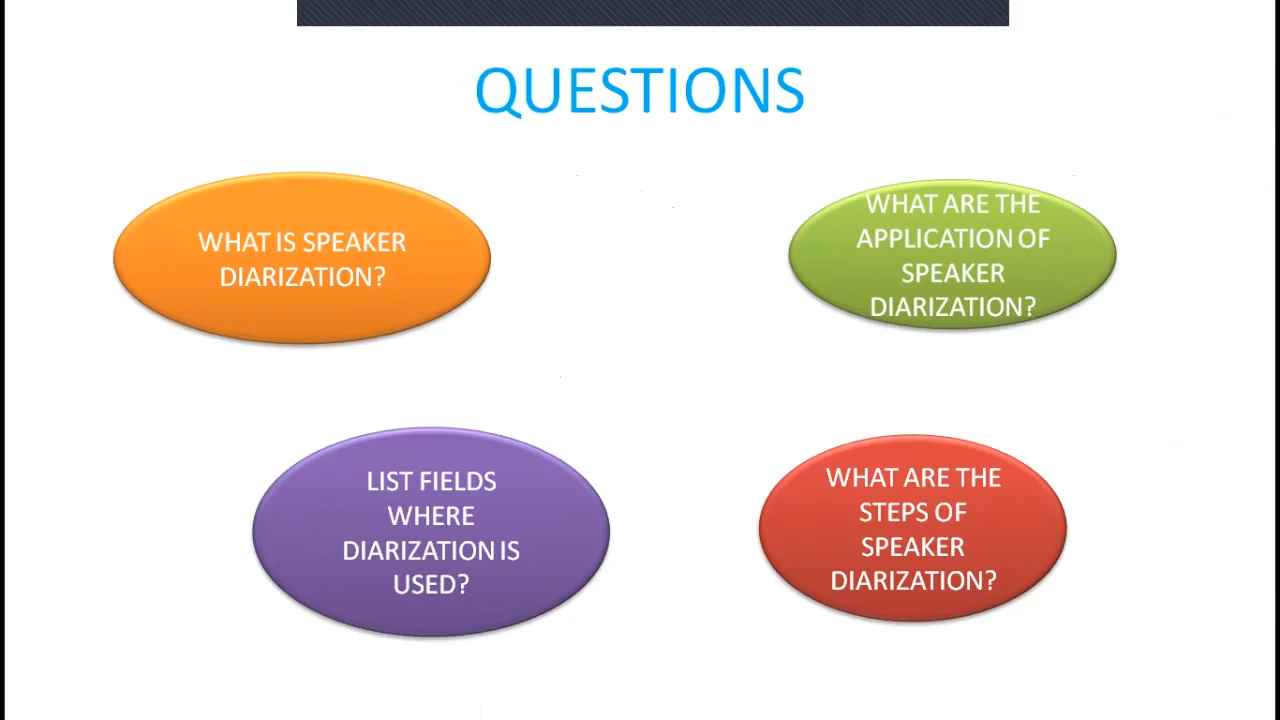 QUESTIONS
WHAT IS SPEAKER
DIARIZATION?
WHAT ARE THE
APPLICATION OF
SPEAKER
DIARIZATION?
LIST FIELDS
WHERE
DIARIZATION IS
USED?
WHAT ARE THE
STEPS OF
SPEAKER
DIARIZATION?